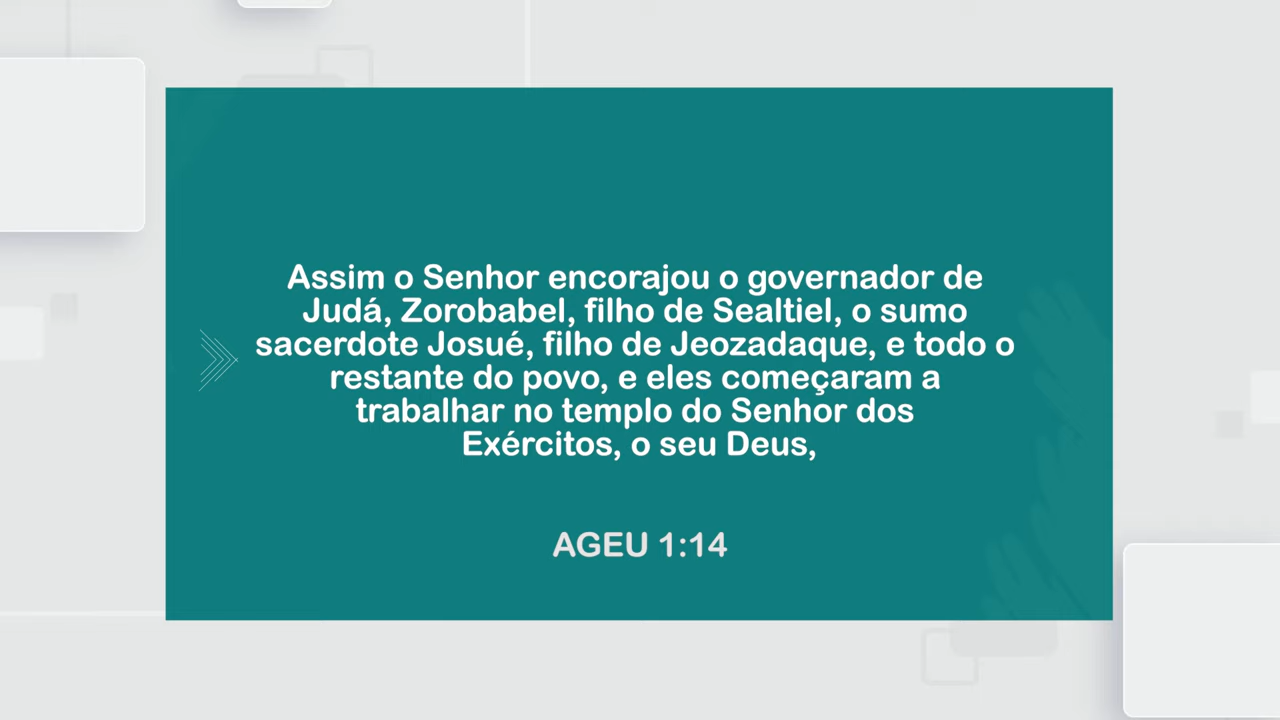 Assim o Senhor encorajou o governador de
Judá, Zorobabel, filho de Sealtiel, o sumo
sacerdote Josué, filho de Jeozadaque, e todo o
restante do povo, e eles começaram a
trabalhar no templo do Senhor dos
Exércitos, o seu Deus,
AGEU 1:14